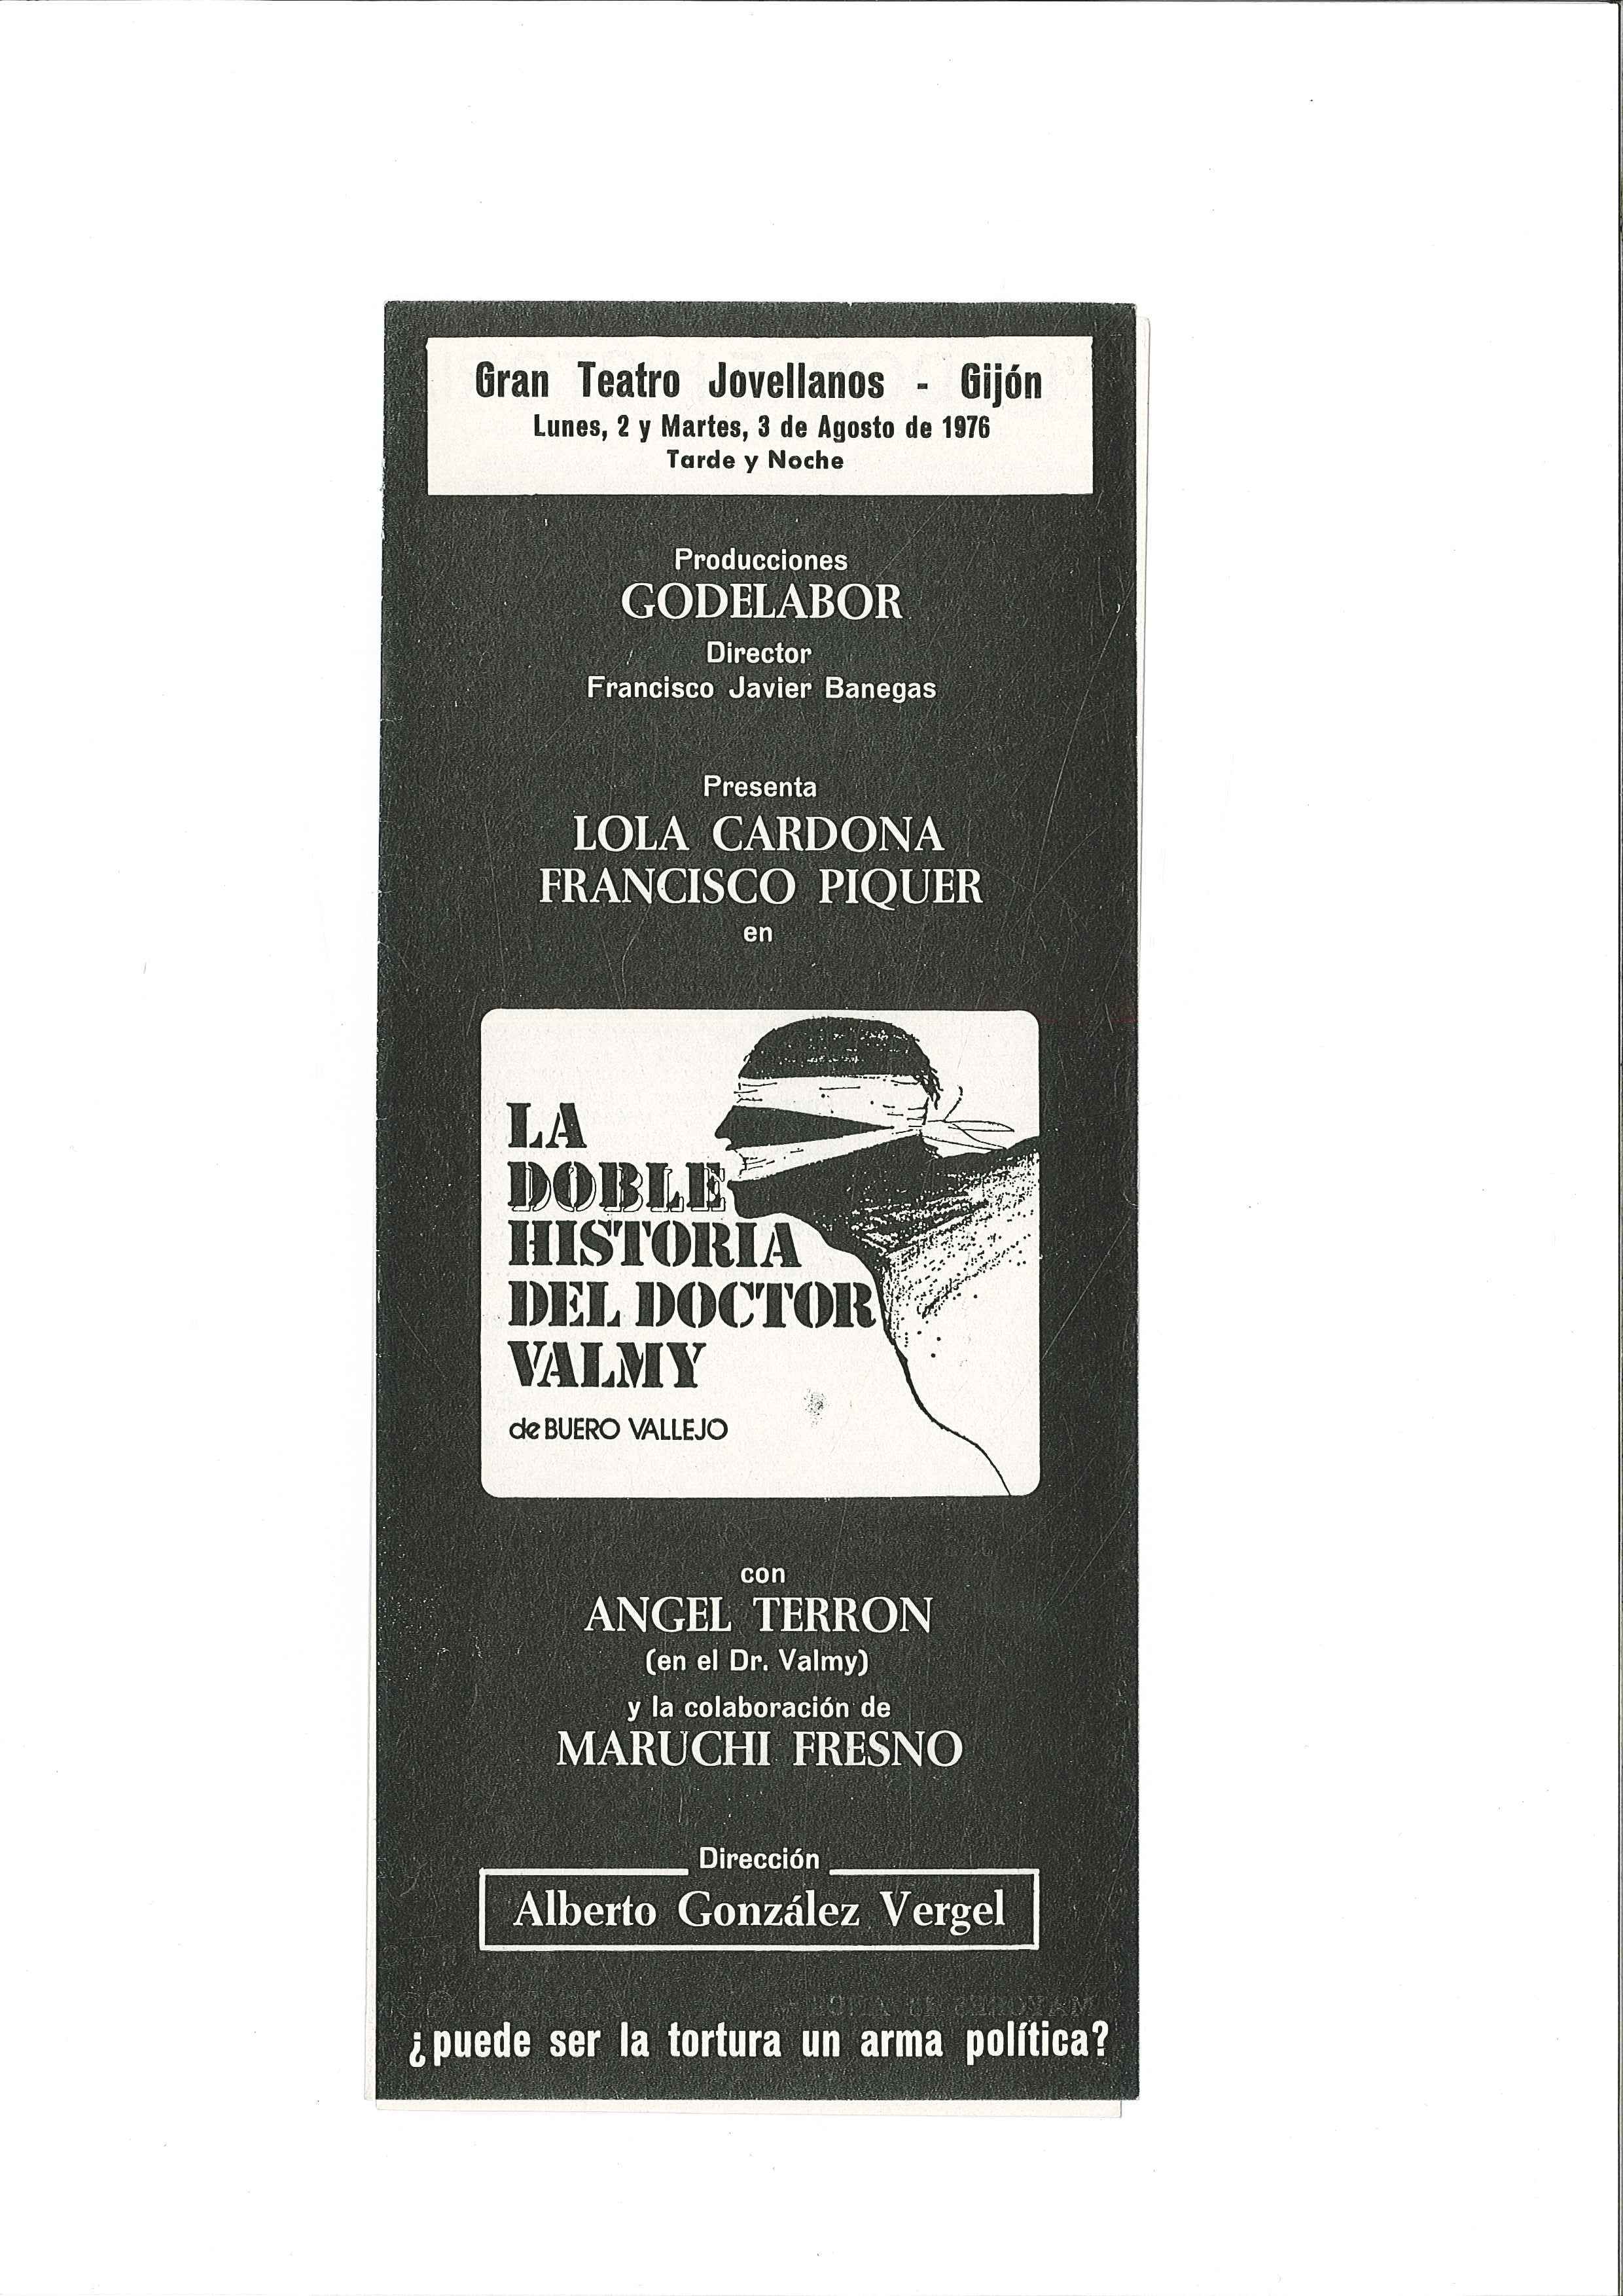 Gran Teatro Jovellanos - Gijón
Lunes, 2 y Martes, 3 de Agosto de 1976
Tarde y Noche
Producciones
GODELABOR
Director
Francisco Javier Banegas
Presenta
LOLA CARDONA
FRANCISCO PIQUER
en
LA
DOBLE
HISTORIA
DEL DOCTOR
VALMY
de BUERO VALLEJO
con
ANGEL TERRON
(en el Dr. Valmy)
y la colaboración de
MARUCHI FRESNO
Dirección
Alberto González Vergel
¿puede ser la tortura un arma política?